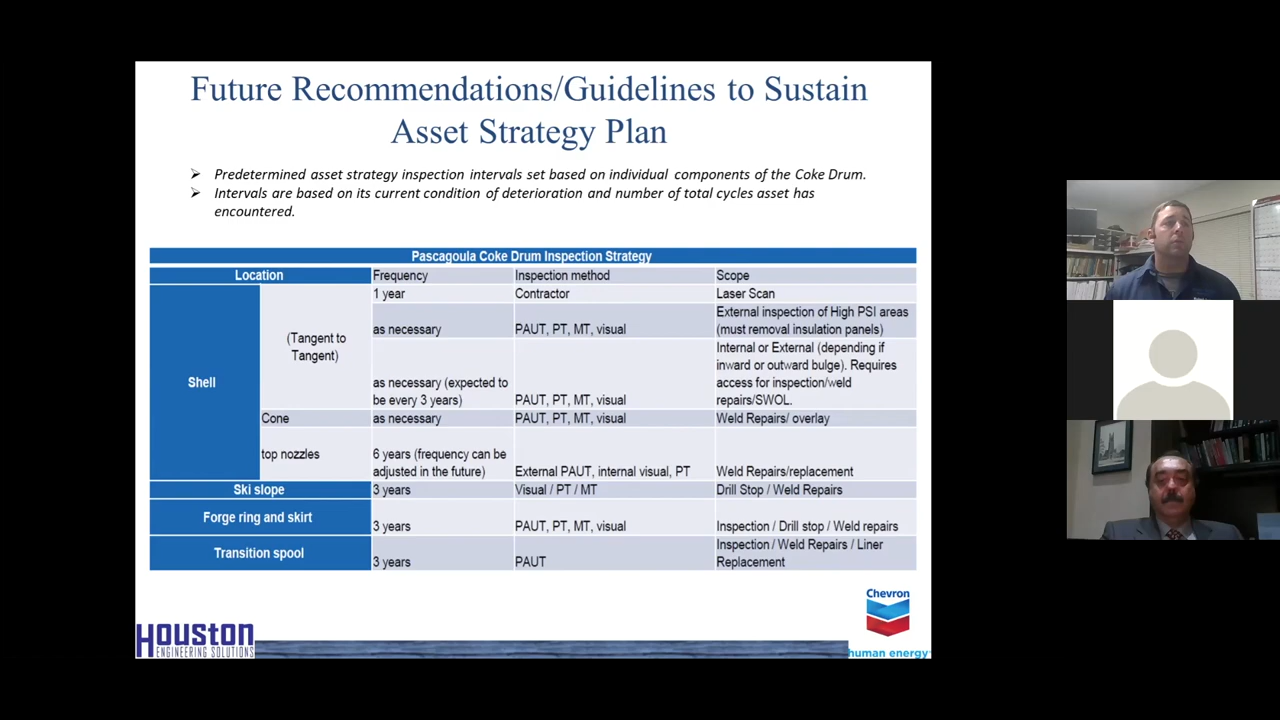 Future Recommendations/Guidelines to Sustain
Asset Strategy Plan
Predetermined asset strategy inspection intervals set based on individual components of the Coke Drum.
Intervals are based on its current condition of deterioration and number of total cycles asset has
encountered.
Pascagoula Coke Drum Inspection Strategy
Location Frequency Inspection method Scope
Shell
(Tangent to
Tangent)
1 year Contractor Laser Scan
as necessary PAUT, PT, MT, visual External inspection of High PSI areas
(must removal insulation panels)
as necessary (expected to
be every 3 years) PAUT, PT, MT, visual Internal or External (depending if
inward or outward bulge). Requires
access for inspection/weld
repairs/SWOL.
Cone as necessary PAUT, PT, MT, visual Weld Repairs/ overlay
top nozzles 6 years (frequency can be
adjusted in the future) External PAUT, internal visual, PT Weld Repairs/replacement
Ski slope 3 years Visual / PT / MT Drill Stop / Weld Repairs
Forge ring and skirt 3 years PAUT, PT, MT, visual Inspection / Drill stop / Weld repairs
Transition spool 3 years PAUT Inspection / Weld Repairs / Liner
Replacement
Chevron
human energy
Houston
ENGINEERING SOLUTIONS